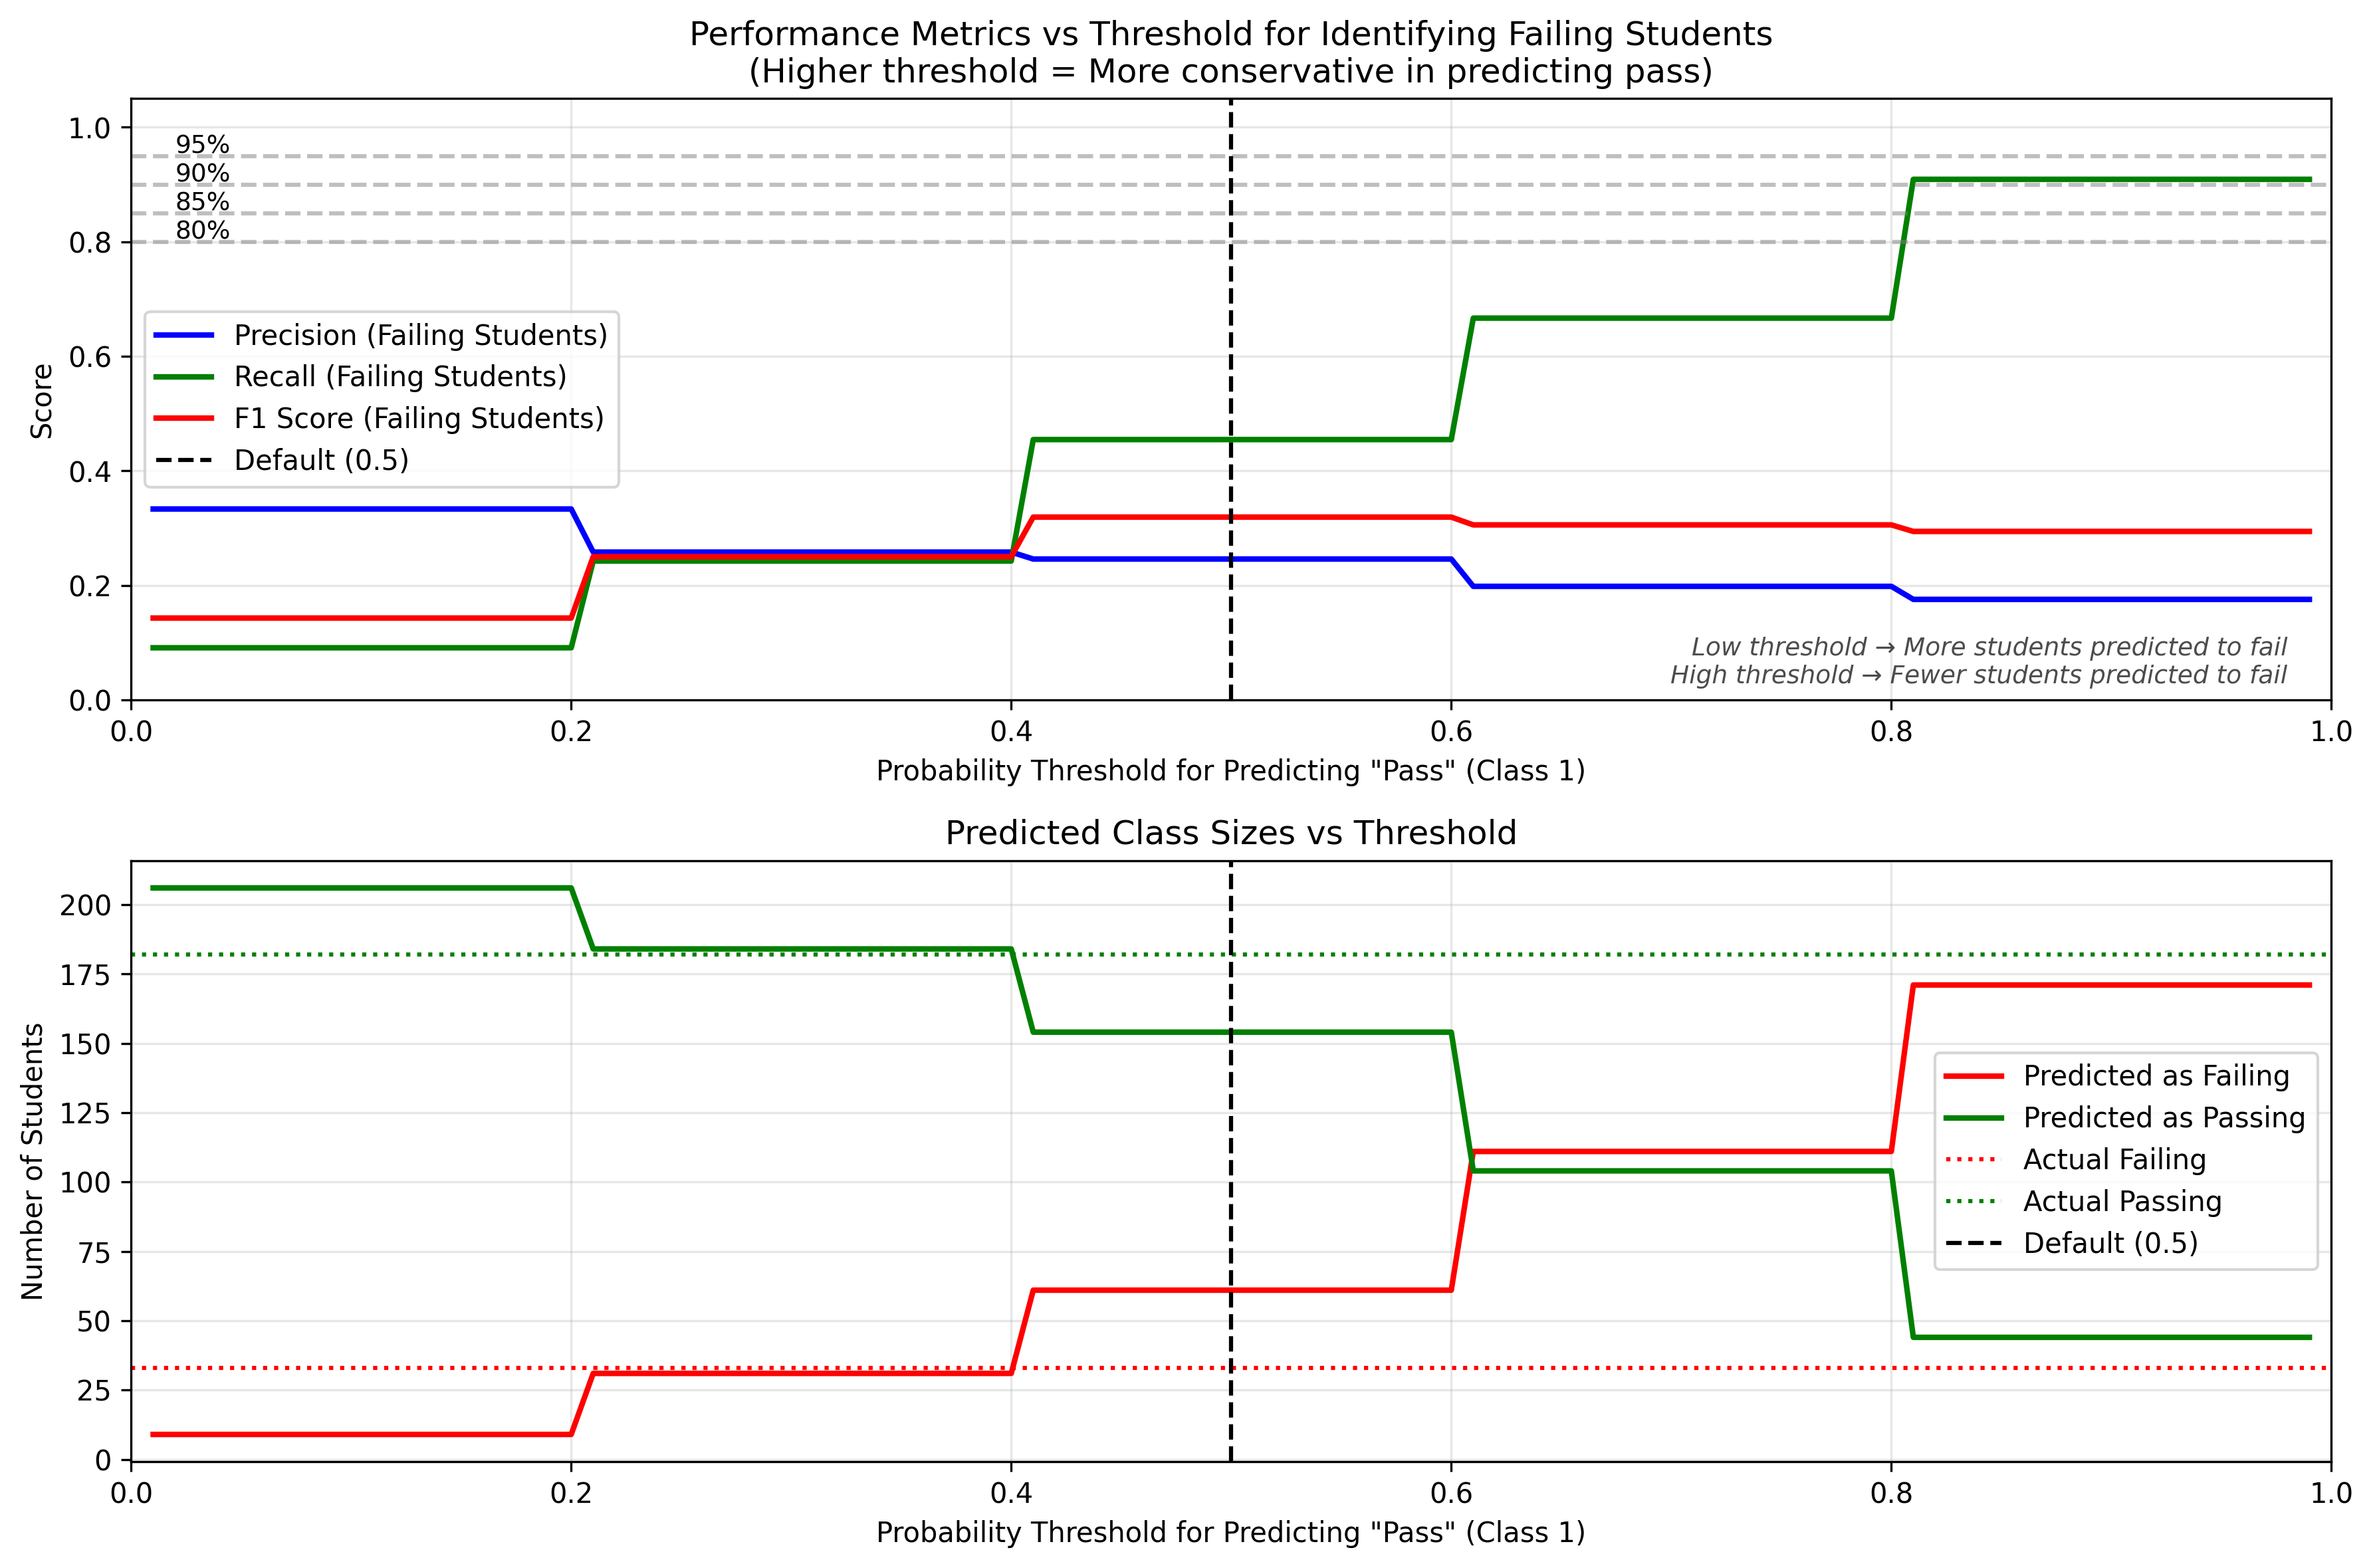 Performance Metrics vs Threshold for Identifying Failing Students
(Higher threshold = More conservative in predicting pass)
1.0
0.8
0.6
0.4
0.2
0.0
Score
95%
90%
85%
80%
Precision (Failing Students)
Recall (Failing Students)
F1 Score (Failing Students)
Default (0.5)
Low threshold → More students predicted to fail
High threshold → Fewer students predicted to fail
0.0 0.2 0.4 0.6 0.8 1.0
Probability Threshold for Predicting "Pass" (Class 1)
Predicted Class Sizes vs Threshold
200
175
150
125
100
75
50
25
0
Number of Students
Predicted as Failing
Predicted as Passing
Actual Failing
Actual Passing
Default (0.5)
0.0 0.2 0.4 0.6 0.8 1.0
Probability Threshold for Predicting "Pass" (Class 1)